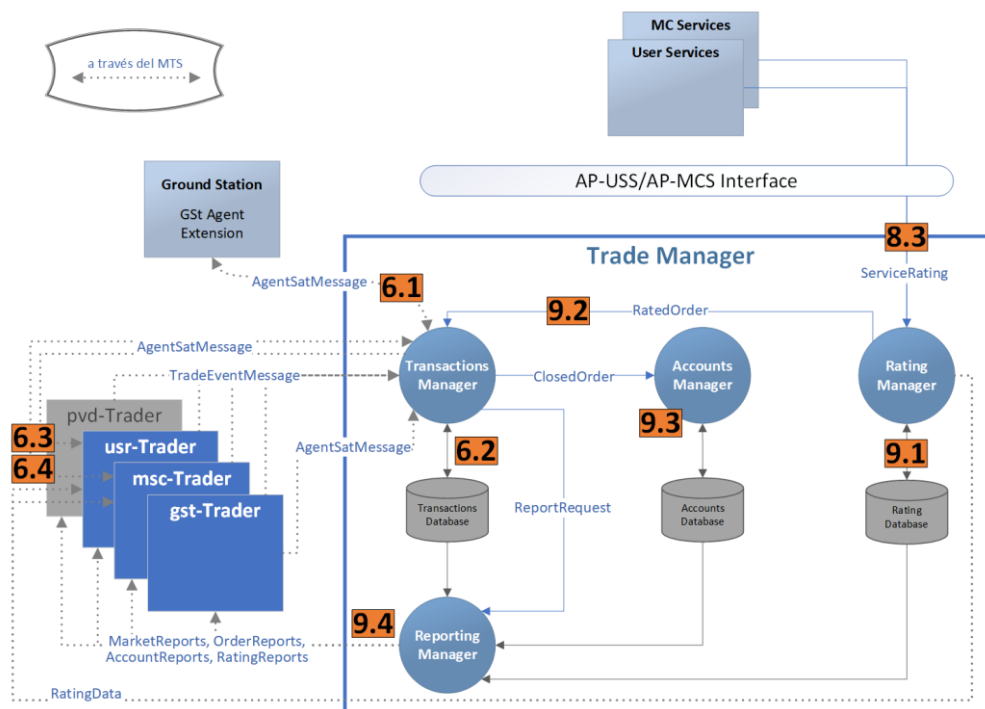 MC Services
User Services
a través del MTS
AP-USS/AP-MCS Interface
Ground Station
GSt Agent
Extension
8.3
Trade Manager
ServiceRating
AgentSatMessage
6.1
9.2
RatedOrder
AgentSatMessage
TradeEventMessage
Transactions
Manager
ClosedOrder
Accounts
Manager
Rating
Manager
pvd-Trader
6.3
usr-Trader
AgentSatMessage
9.3
6.4
6.2
9.1
msc-Trader
gst-Trader
Transactions
Database
ReportRequest
Accounts
Database
Rating
Database
9.4
MarketReports, OrderReports,
AccountReports, RatingReports
Reporting
Manager
RatingData